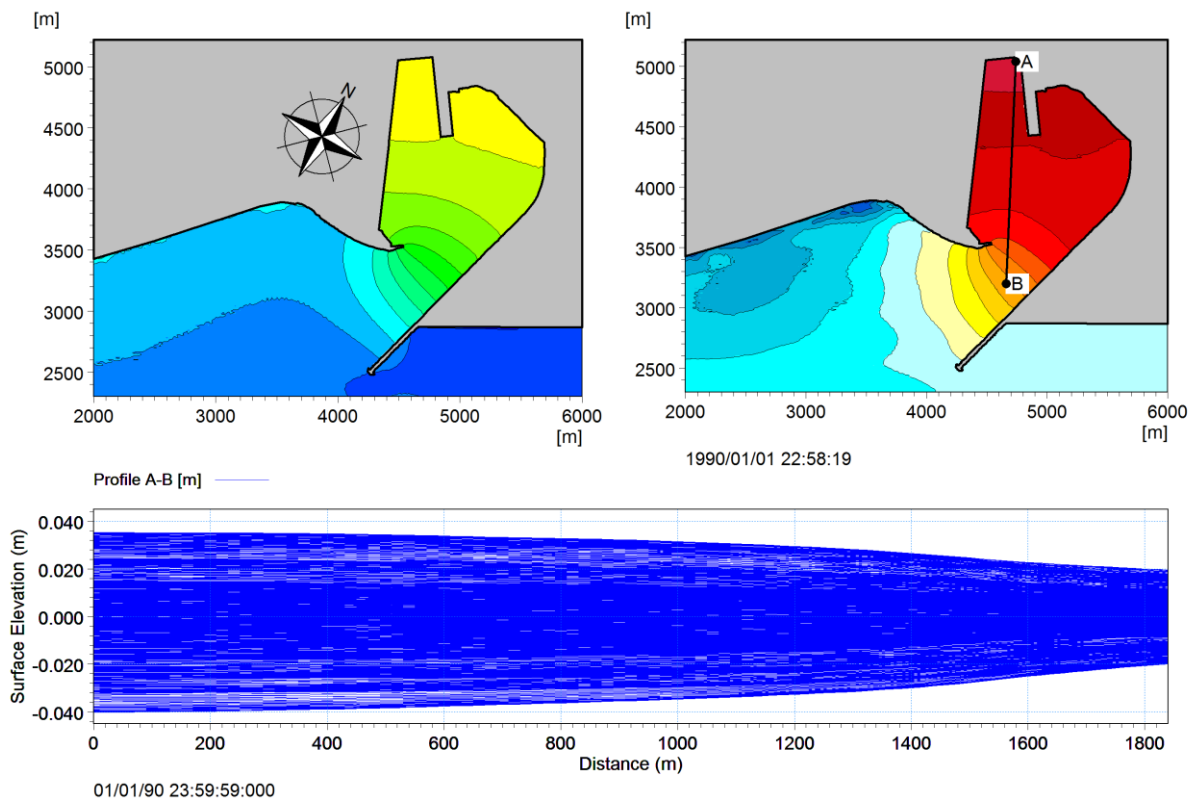 [m]
5000
4500
4000
3500
3000
2500
2000 3000 4000 5000 6000
[m]
N
[m]
5000
4500
4000
3500
3000
2500
2000 3000 4000 5000 6000
[m]
A
B
1990/01/01 22:58:19
Profile A-B [m]
Surface Elevation (m)
0.040
0.020
0.000
-0.020
-0.040
0 200 400 600 800 1000 1200 1400 1600 1800
Distance (m)
01/01/90 23:59:59:000